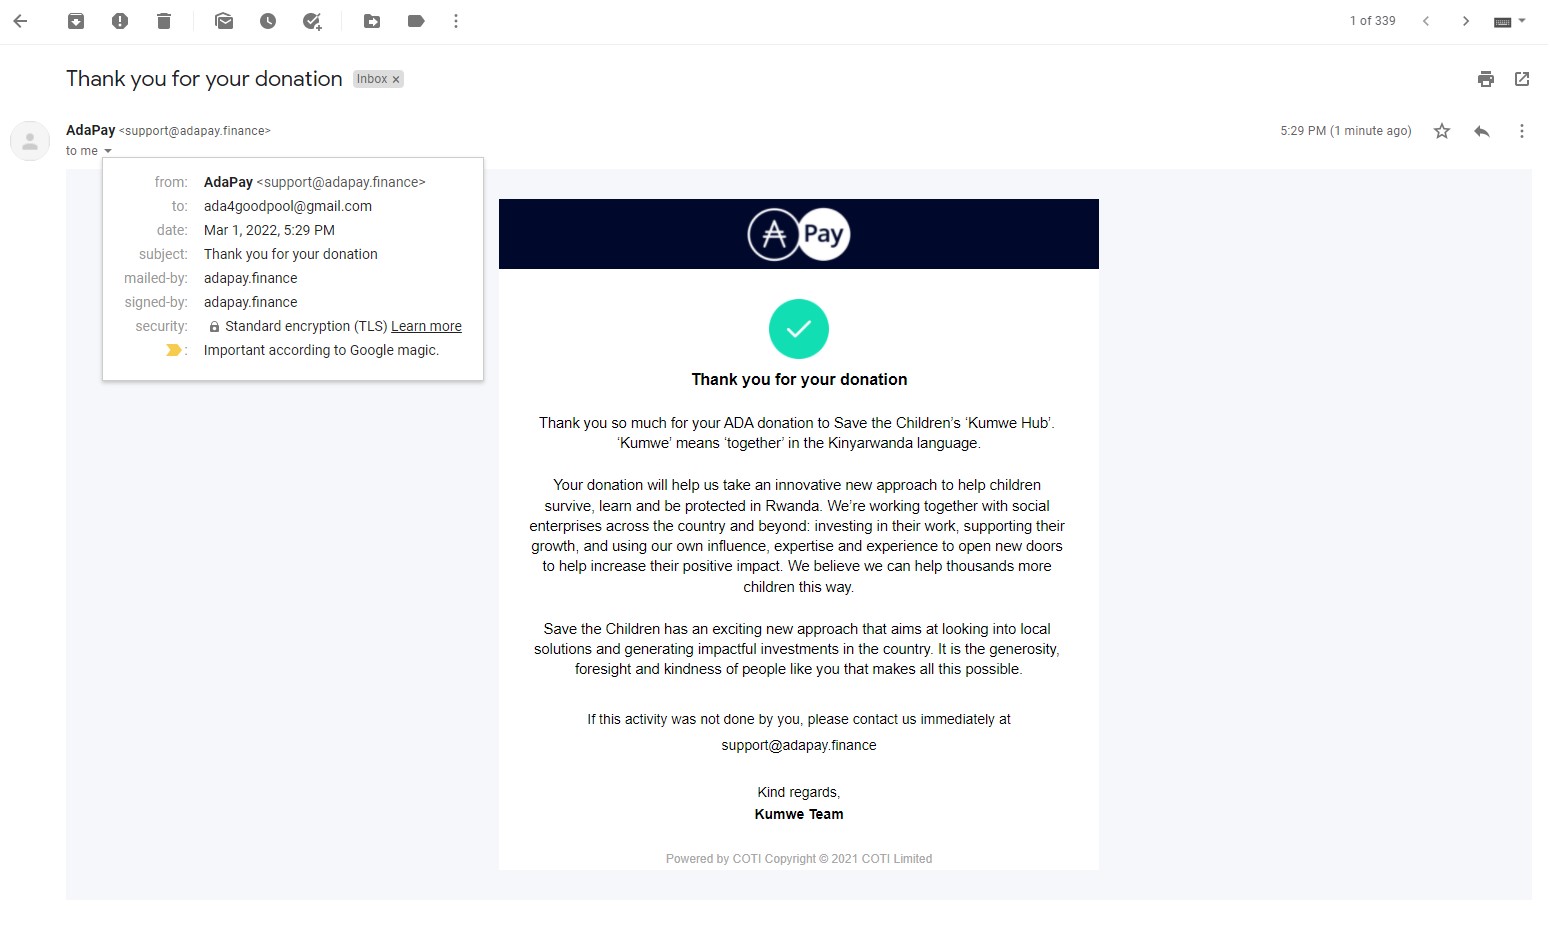 1 of 339
Thank you for your donation Inbox x
AdaPay <support@adapay.finance>
5:29 PM (1 minute ago)
to me
from: AdaPay <support@adapay.finance>
to: ada4goodpool@gmail.com
date: Mar 1, 2022, 5:29 PM
subject: Thank you for your donation
mailed-by: adapay.finance
signed-by: adapay.finance
security: Standard encryption (TLS) Learn more
: Important according to Google magic.
Pay
Thank you for your donation
Thank you so much for your ADA donation to Save the Children’s ‘Kumwe Hub’.
‘Kumwe’ means ‘together’ in the Kinyarwanda language.
Your donation will help us take an innovative new approach to help children
survive, learn and be protected in Rwanda. We’re working together with social
enterprises across the country and beyond: investing in their work, supporting their
growth, and using our own influence, expertise and experience to open new doors
to help increase their positive impact. We believe we can help thousands more
children this way.
Save the Children has an exciting new approach that aims at looking into local
solutions and generating impactful investments in the country. It is the generosity,
foresight and kindness of people like you that makes all this possible.
If this activity was not done by you, please contact us immediately at
support@adapay.finance
Kind regards,
Kumwe Team
Powered by COTI Copyright © 2021 COTI Limited